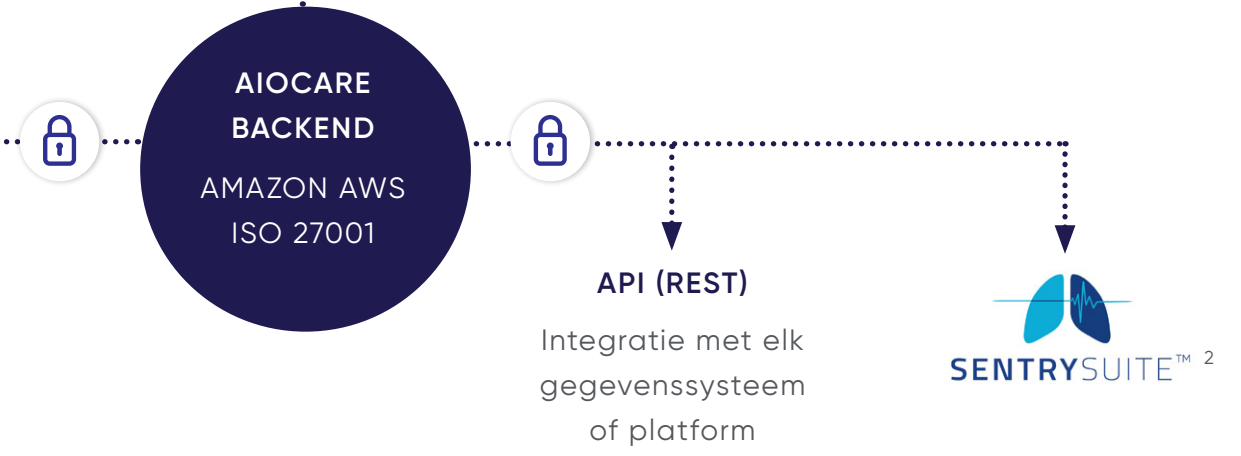 AIOCARE
BACKEND
AMAZON AWS
ISO 27001
API (REST)
Integratie met elk
gegevenssysteem
of platform
SENTRYSUITE™ 2